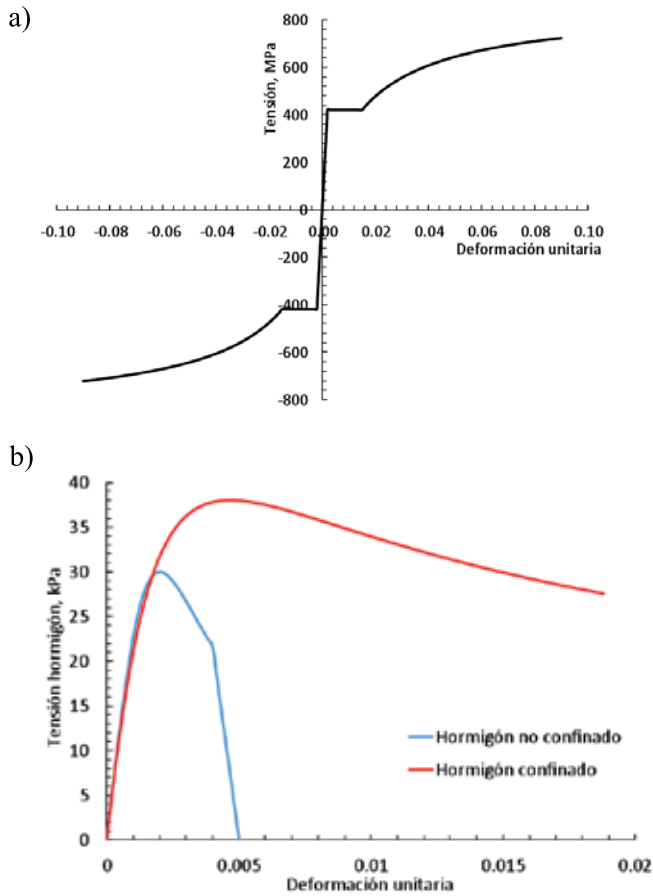 a)
800
600
400
200
0
-200
-400
-600
-800
Tensión, MPa
-0.10 -0.08 -0.06 -0.04 -0.02 0.00 0.02 0.04 0.06 0.08 0.10
Deformación unitaria
b)
40
35
30
25
20
15
10
5
0
Tensión hormigón, kPa
Hormigón no confinado
Hormigón confinado
0 0.005 0.01 0.015 0.02
Deformación unitaria